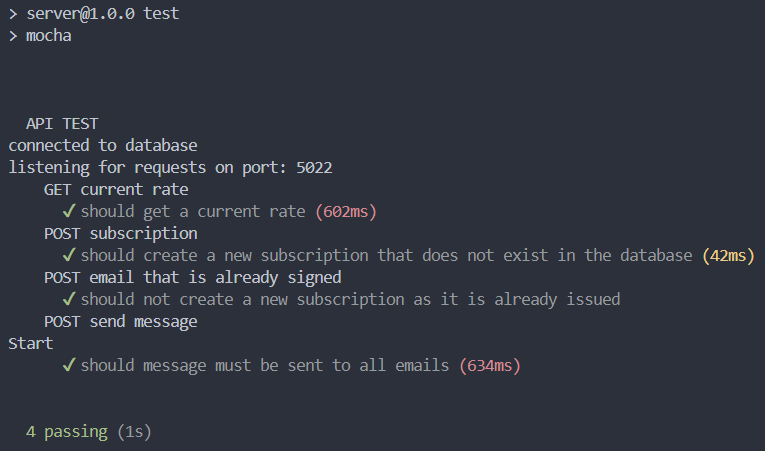 > server@1.0.0 test
> mocha
API TEST
connected to database
listening for requests on port: 5022
GET current rate
✓ should get a current rate (602ms)
POST subscription
✓ should create a new subscription that does not exist in the database (42ms)
POST email that is already signed
✓ should not create a new subscription as it is already issued
POST send message
Start
✓ should message must be sent to all emails (634ms)
4 passing (1s)